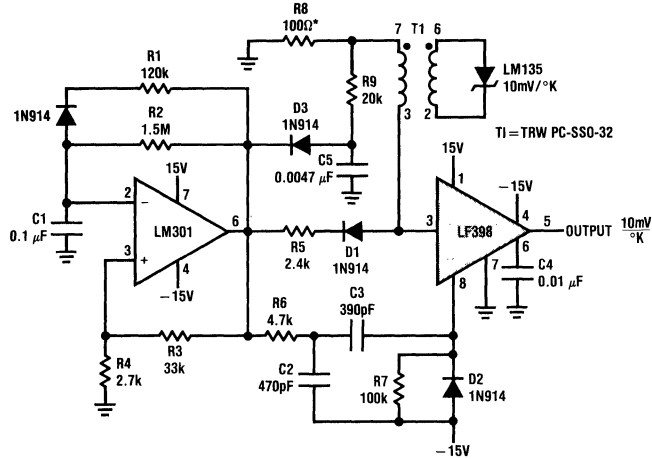 R8
100Ω*
7 T1 6
R1
120k
R9
20k
LM135
10mV/°K
1N914
R2
1.5M
D3
1N914
3
2
TI=TRW PC-SSO-32
C5
0.0047 µF
15V
15V
C1
0.1 µF
2
−
7
1
−15V
4
LM301
6
3
LF398
5
OUTPUT 10mV/°K
3
+
4
R5
2.4k
D1
1N914
6
7
C4
0.01 µF
8
−15V
R6
4.7k
C3
390pF
R4
2.7k
R3
33k
C2
470pF
R7
100k
D2
1N914
−15V